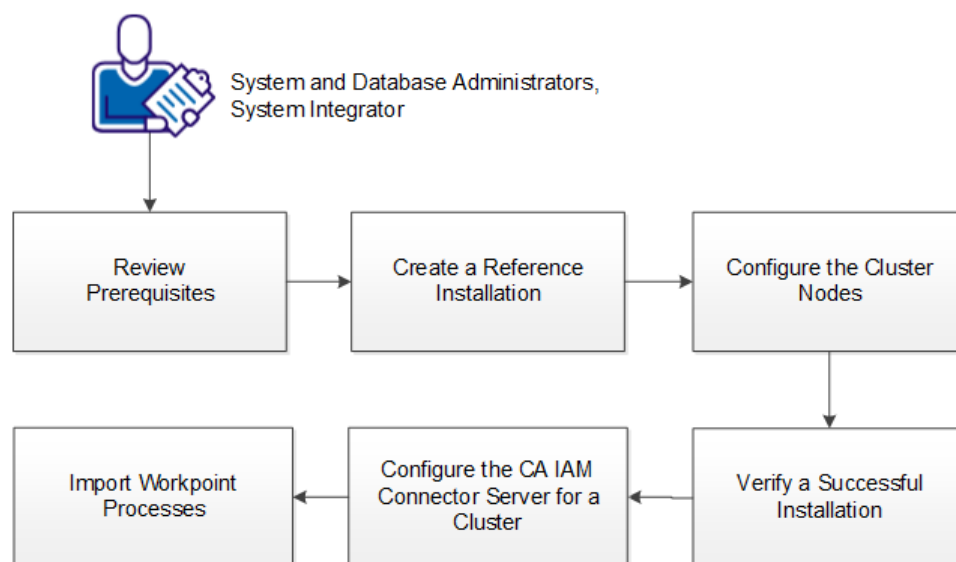 System and Database Administrators,
System Integrator
Review
Prerequisites
Create a Reference
Installation
Configure the Cluster
Nodes
Verify a Successful
Installation
Configure the CA IAM
Connector Server for a
Cluster
Import Workpoint
Processes